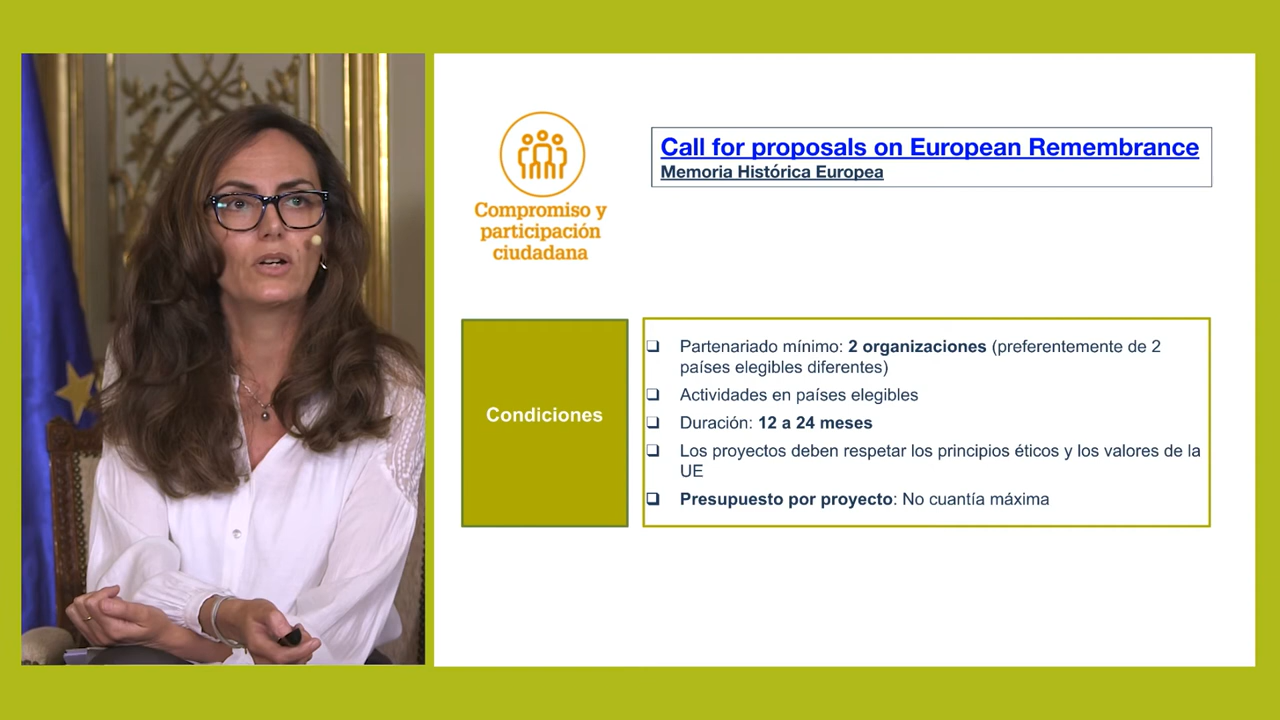 Call for proposals on European Remembrance
Memoria Histórica Europea
Compromiso y
participación
ciudadana
Condiciones
❑ Partenariado mínimo: 2 organizaciones (preferentemente de 2
países elegibles diferentes)
❑ Actividades en países elegibles
❑ Duración: 12 a 24 meses
❑ Los proyectos deben respetar los principios éticos y los valores de la
UE
❑ Presupuesto por proyecto: No cuantía máxima